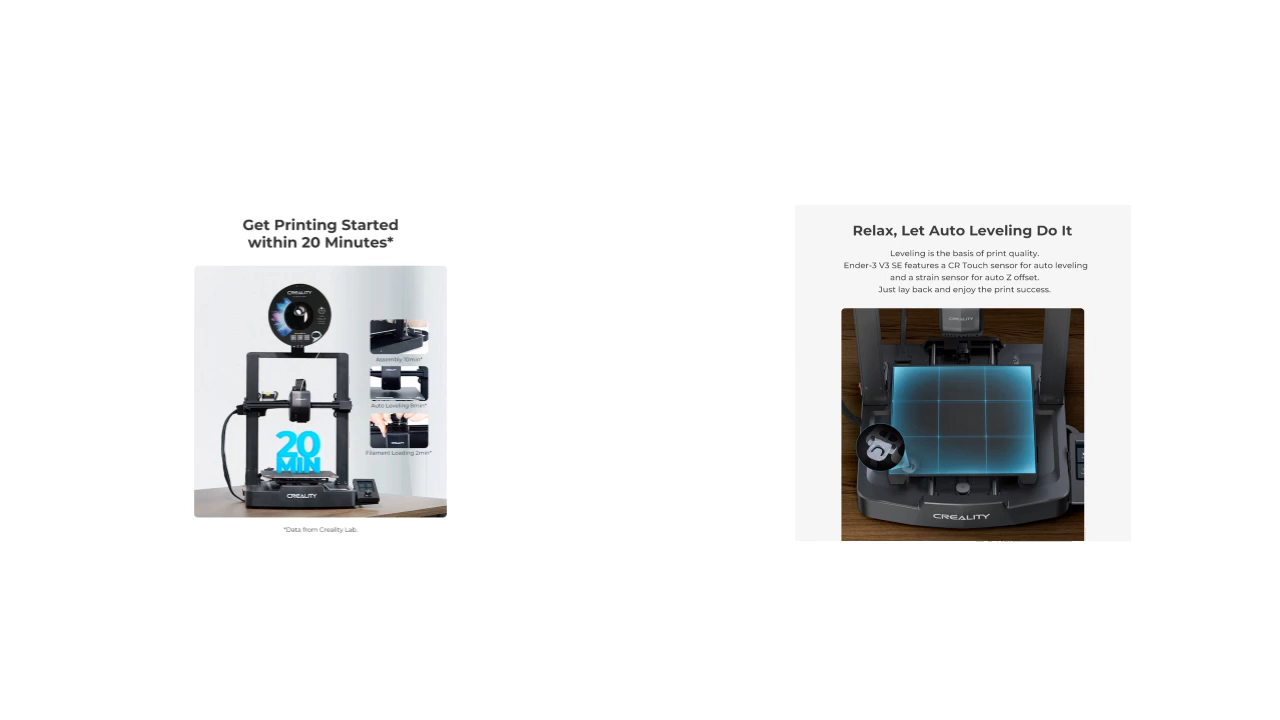 Get Printing Started
within 20 Minutes*
CREALITY
Assembly 10min*
Auto Leveling 8min*
Filament Loading 2min*
20
MIN
CREALITY
*Data from Creality Lab.
Relax, Let Auto Leveling Do It
Leveling is the basis of print quality.
Ender-3 V3 SE features a CR Touch sensor for auto leveling
and a strain sensor for auto Z offset.
Just lay back and enjoy the print success.
CREALITY
CREALITY